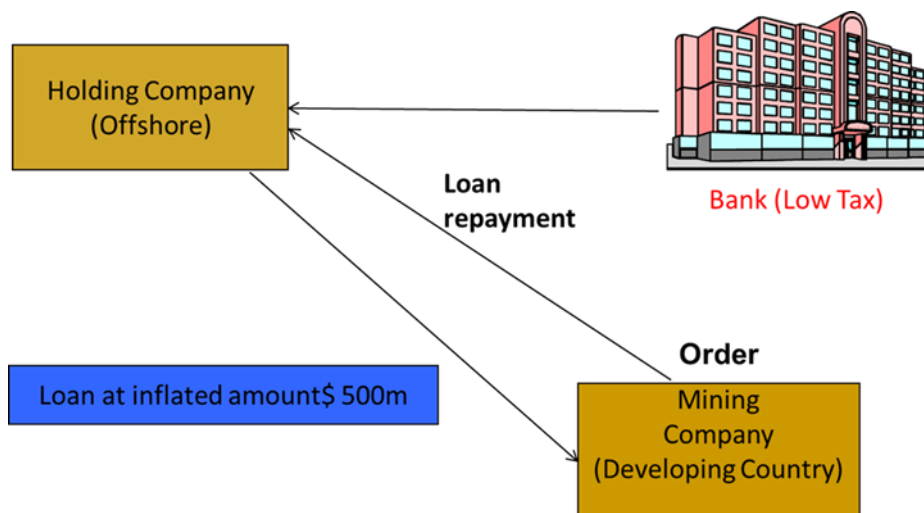 Holding Company
(Offshore)
Bank (Low Tax)
Loan
repayment
Loan at inflated amount$ 500m
Order
Mining
Company
(Developing Country)